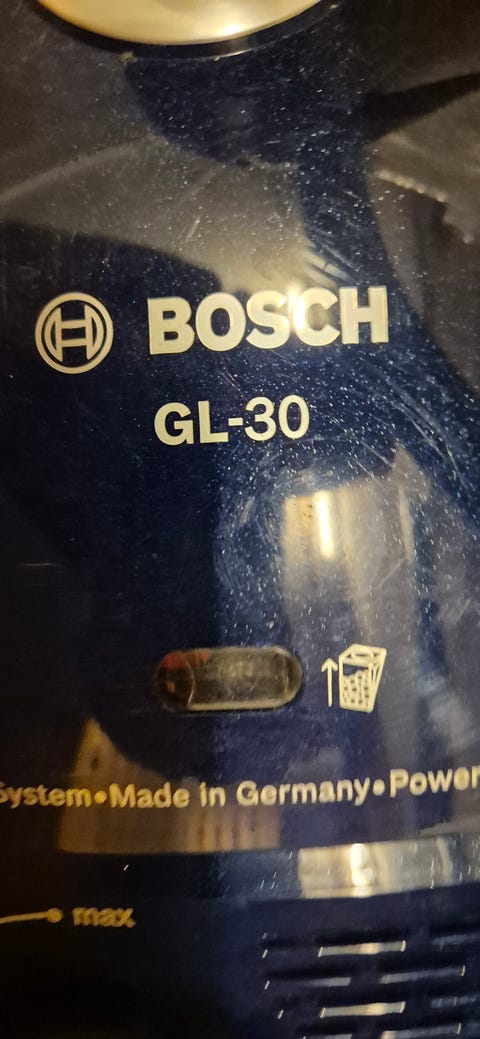 BOSCH
GL-30
System•Made in Germany•Power
max